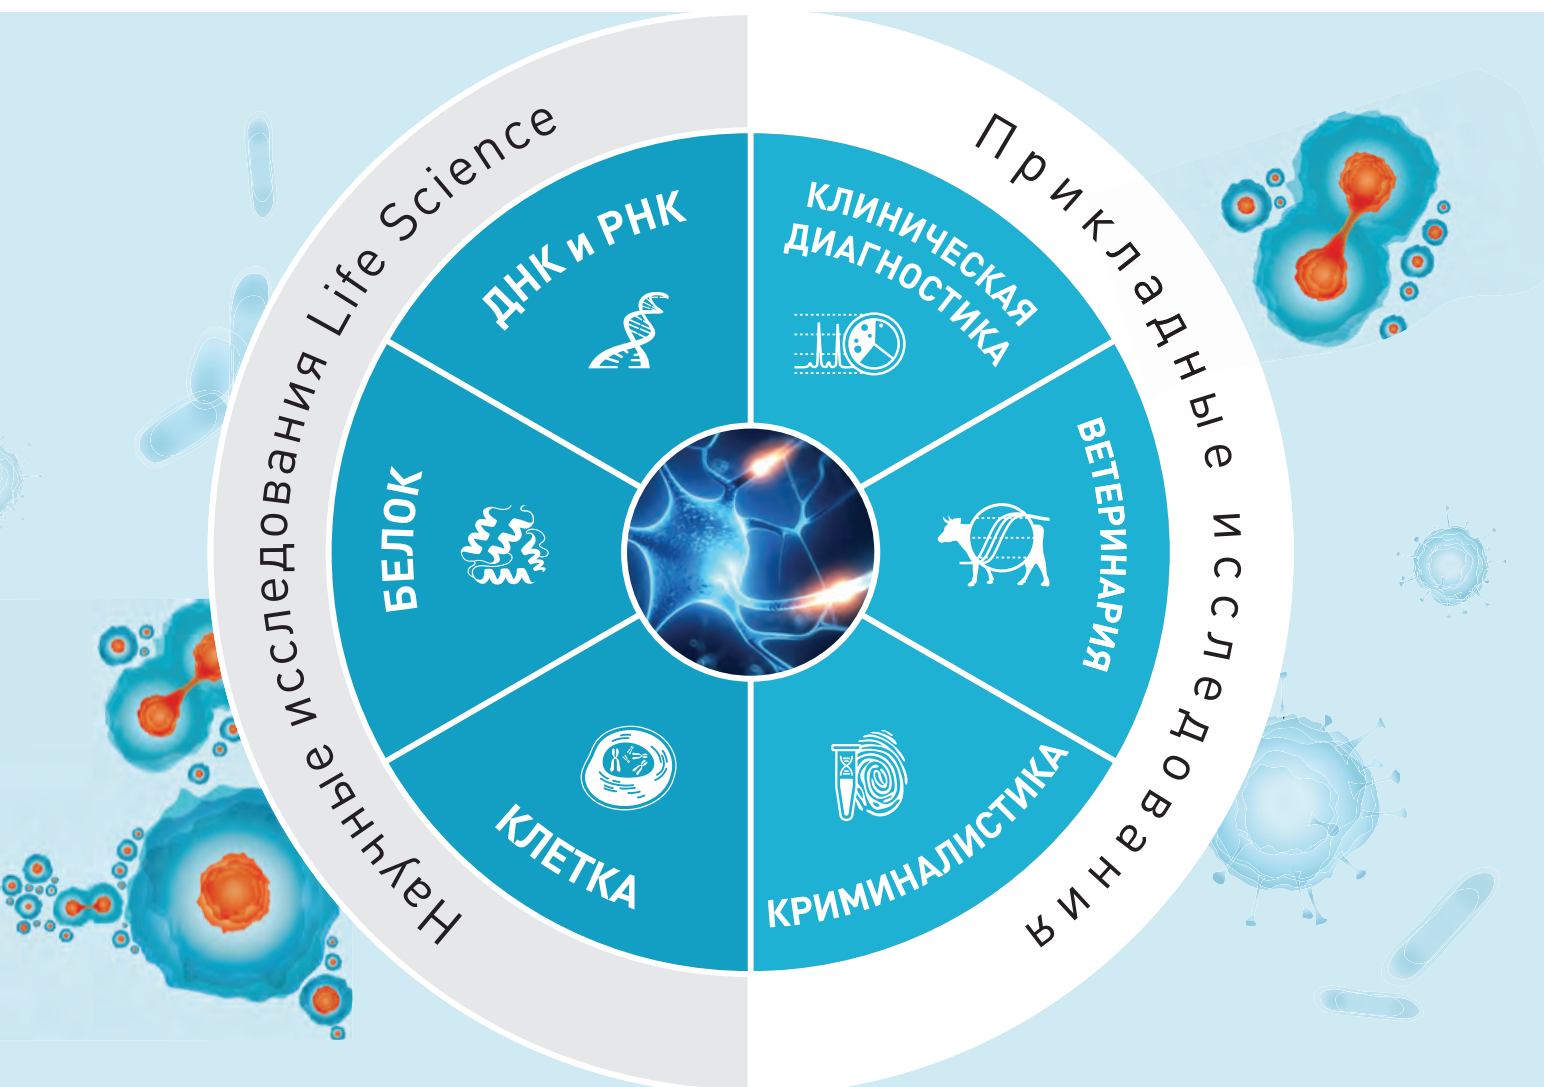 Научные исследования Life Science
Прикладные исследования
ДНК и РНК
БЕЛОК
КЛЕТКА
КЛИНИЧЕСКАЯ
ДИАГНОСТИКА
ВЕТЕРИНАРИЯ
КРИМИНАЛИСТИКА